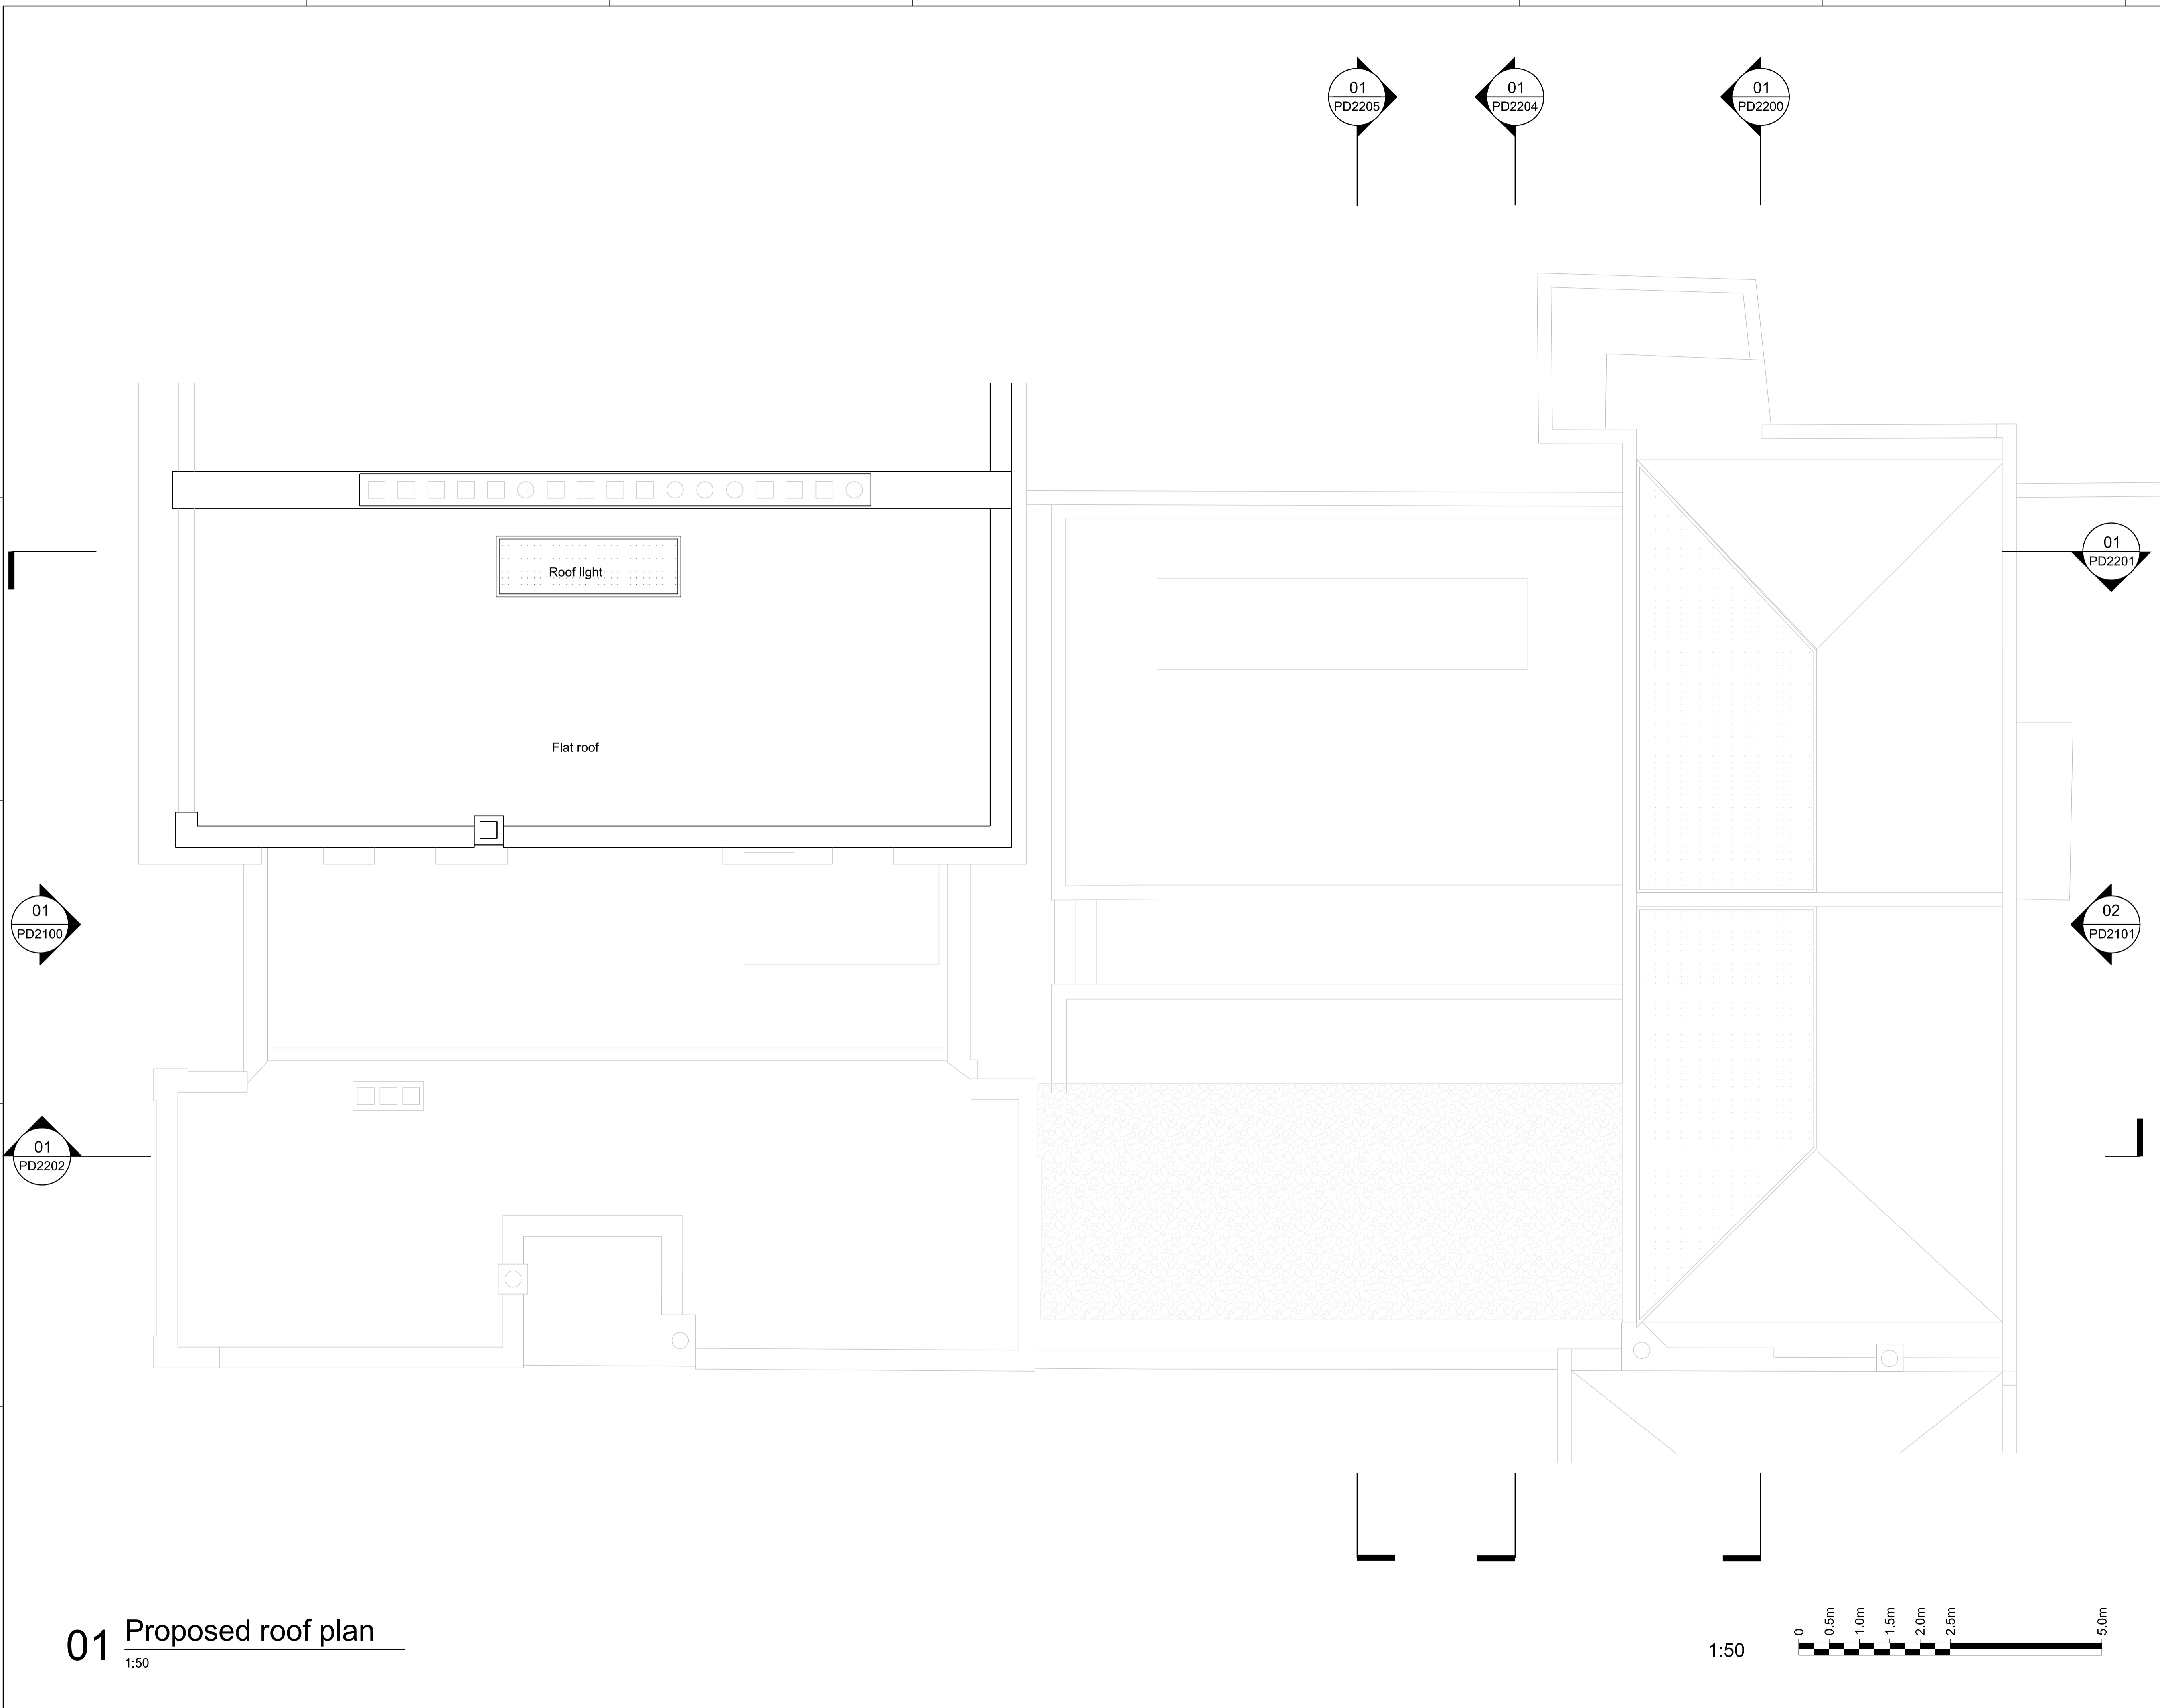 01
PD2205
01
PD2204
01
PD2200
Roof light
01
PD2201
Flat roof
01
PD2100
02
PD2101
01
PD2202
01 Proposed roof plan
1:50
1:50
0 0.5m 1.0m 1.5m 2.0m 2.5m 5.0m